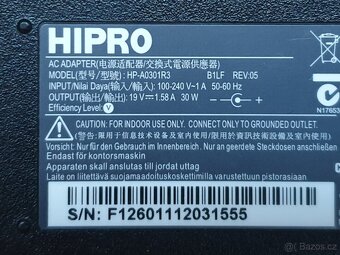 HIPRO
AC ADAPTER(电源适配器/交換式電源供應器)
MODEL(型号/型號): HP-A0301R3 B1LF REV:05
INPUT/Nilai Daya(输入/輸入): 100-240 V~1 A 50-60 Hz
OUTPUT(输出/輸出): 19 V⎓1.58 A 30 W
Efficiency Level: V
N17653
CAUTION: FOR INDOOR USE ONLY. CONNECT ONLY TO
Vorsicht: Nur für den Gebrauch im Innenbereich. Nur an geerdete Steckdosen anschließen
Endast för kontorsmaskin
Apparaten skall anslutas till jordat uttag
Laite on liitettävä suojamaadoituskoskettimilla varustettuun pistorasiaan
S/N: F12601112031555
bazos.cz